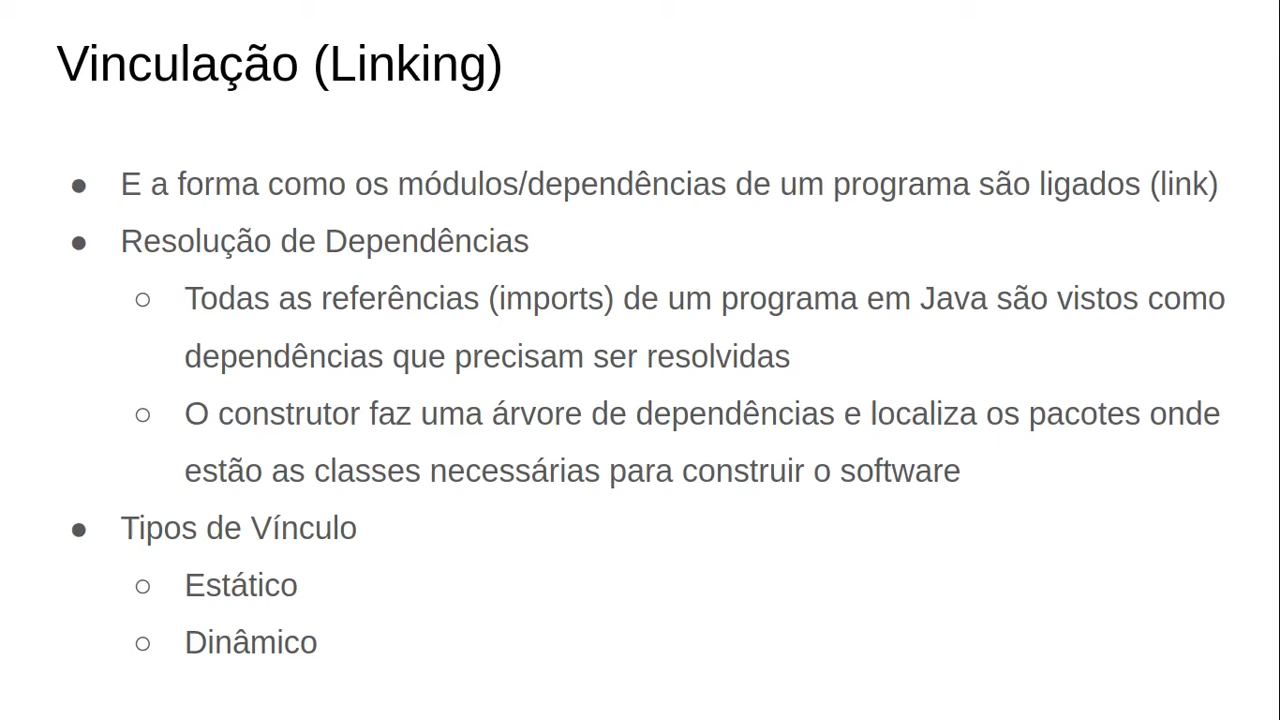 Vinculação (Linking)
● E a forma como os módulos/dependências de um programa são ligados (link)
● Resolução de Dependências
○ Todas as referências (imports) de um programa em Java são vistos como
dependências que precisam ser resolvidas
○ O construtor faz uma árvore de dependências e localiza os pacotes onde
estão as classes necessárias para construir o software
● Tipos de Vínculo
○ Estático
○ Dinâmico